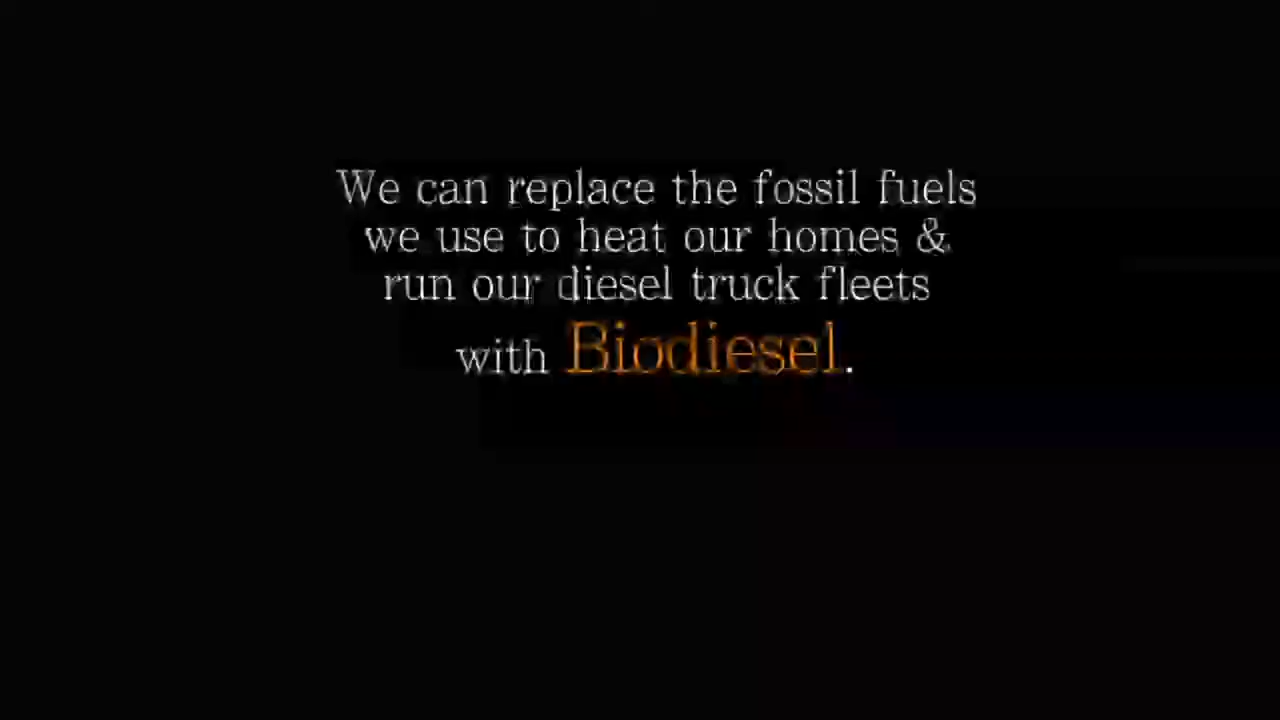 We can replace the fossil fuels
we use to heat our homes &
run our diesel truck fleets
with Biodiesel.